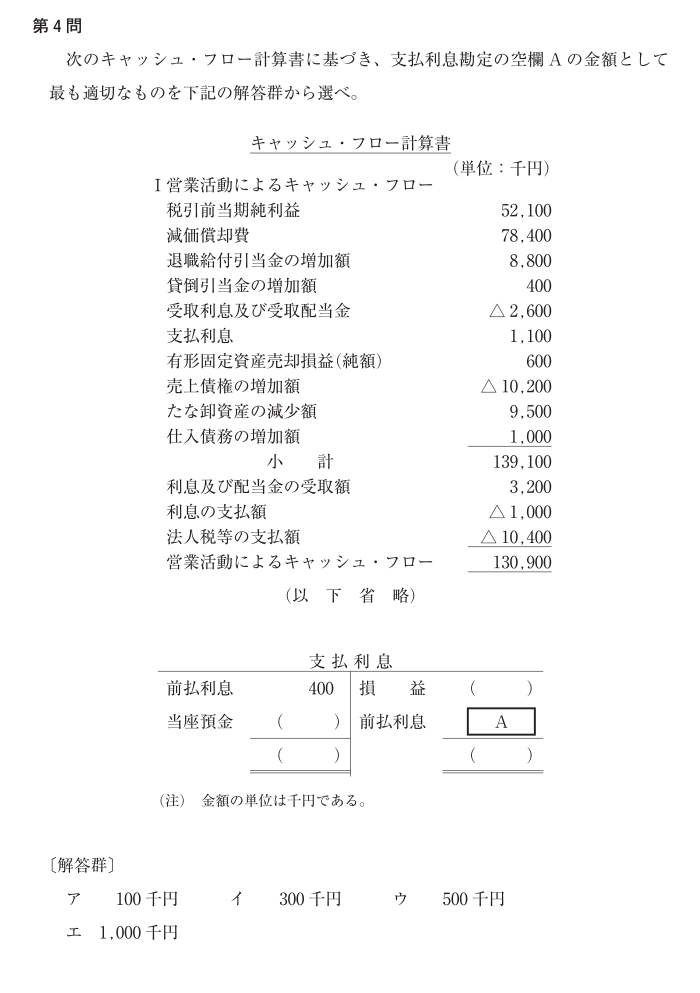 第4問
次のキャッシュ・フロー計算書に基づき、支払利息勘定の空欄Aの金額として
最も適切なものを下記の解答群から選べ。
キャッシュ・フロー計算書
(単位：千円)
Ⅰ営業活動によるキャッシュ・フロー
税引前当期純利益 52,100
減価償却費 78,400
退職給付引当金の増加額 8,800
貸倒引当金の増加額 400
受取利息及び受取配当金 △2,600
支払利息 1,100
有形固定資産売却損益(純額) 600
売上債権の増加額 △10,200
たな卸資産の減少額 9,500
仕入債務の増加額 1,000
小　計 139,100
利息及び配当金の受取額 3,200
利息の支払額 △1,000
法人税等の支払額 △10,400
営業活動によるキャッシュ・フロー 130,900
(以　下　省　略)
支払利息
前払利息 400 損　益 (　　)
当座預金 (　　) 前払利息 A
(　　) (　　)
(注)　金額の単位は千円である。
〔解答群〕
ア　100千円　イ　300千円　ウ　500千円
エ　1,000千円